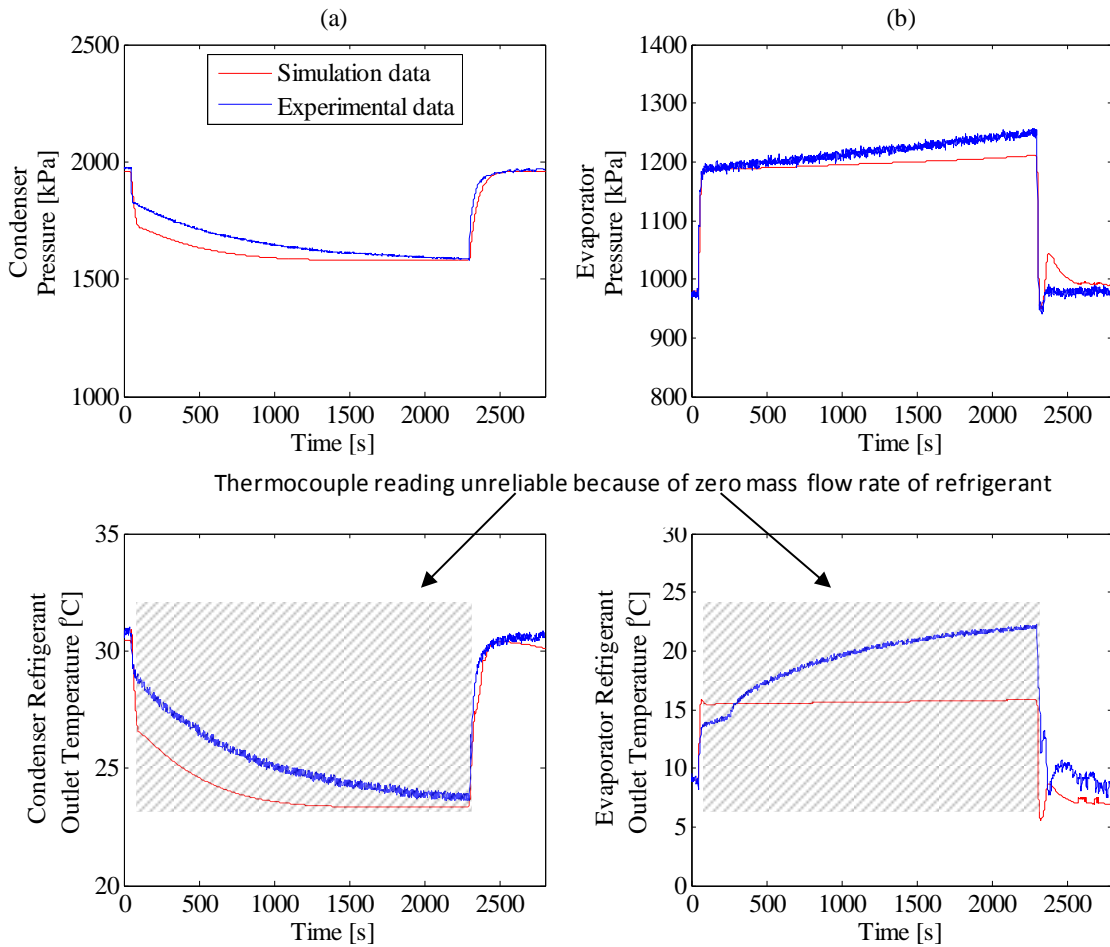 (a)
(b)
2500
2000
1500
1000
Condenser
Pressure [kPa]
Simulation data
Experimental data
0 500 1000 1500 2000 2500
Time [s]
1400
1300
1200
1100
1000
900
800
Evaporator
Pressure [kPa]
0 500 1000 1500 2000 2500
Time [s]
Thermocouple reading unreliable because of zero mass flow rate of refrigerant
35
30
25
20
Condenser Refrigerant
Outlet Temperature [°C]
0 500 1000 1500 2000 2500
Time [s]
30
25
20
15
10
5
0
Evaporator Refrigerant
Outlet Temperature [°C]
0 500 1000 1500 2000 2500
Time [s]